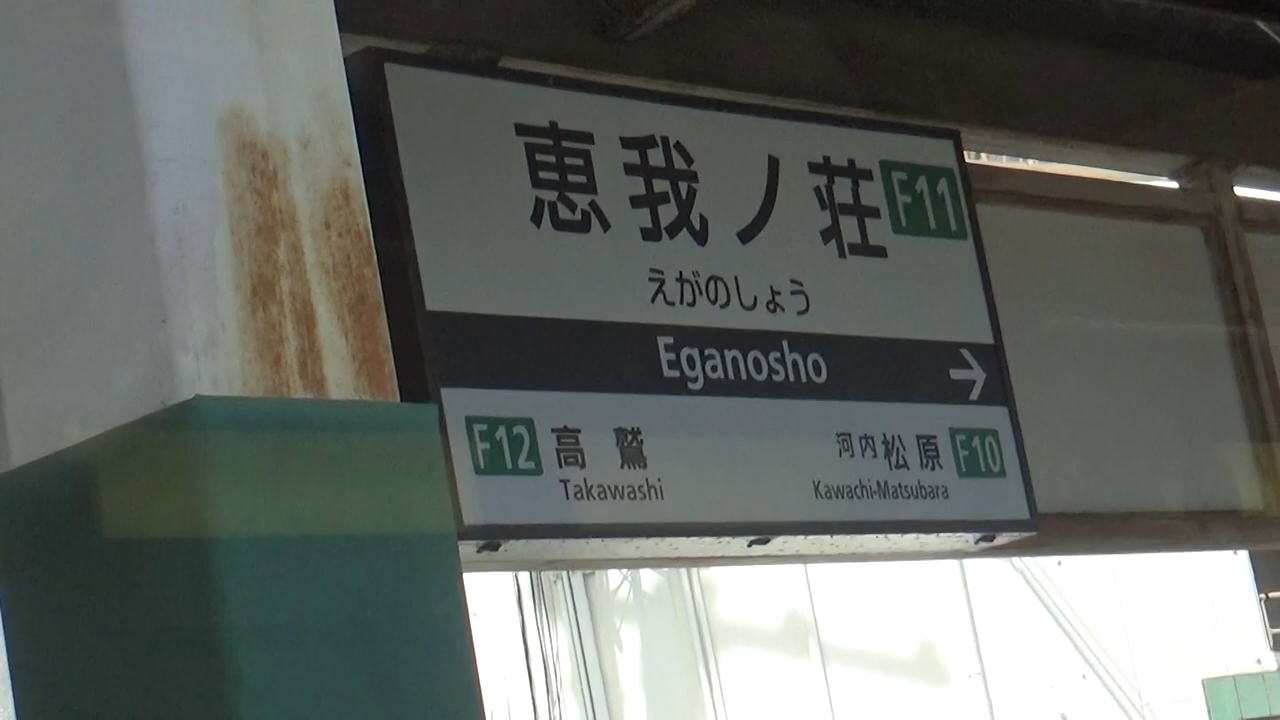 恵我ノ荘 F11
えがのしょう
Eganosho →
F12 高鷲 河内松原 F10
Takawashi Kawachi-Matsubara